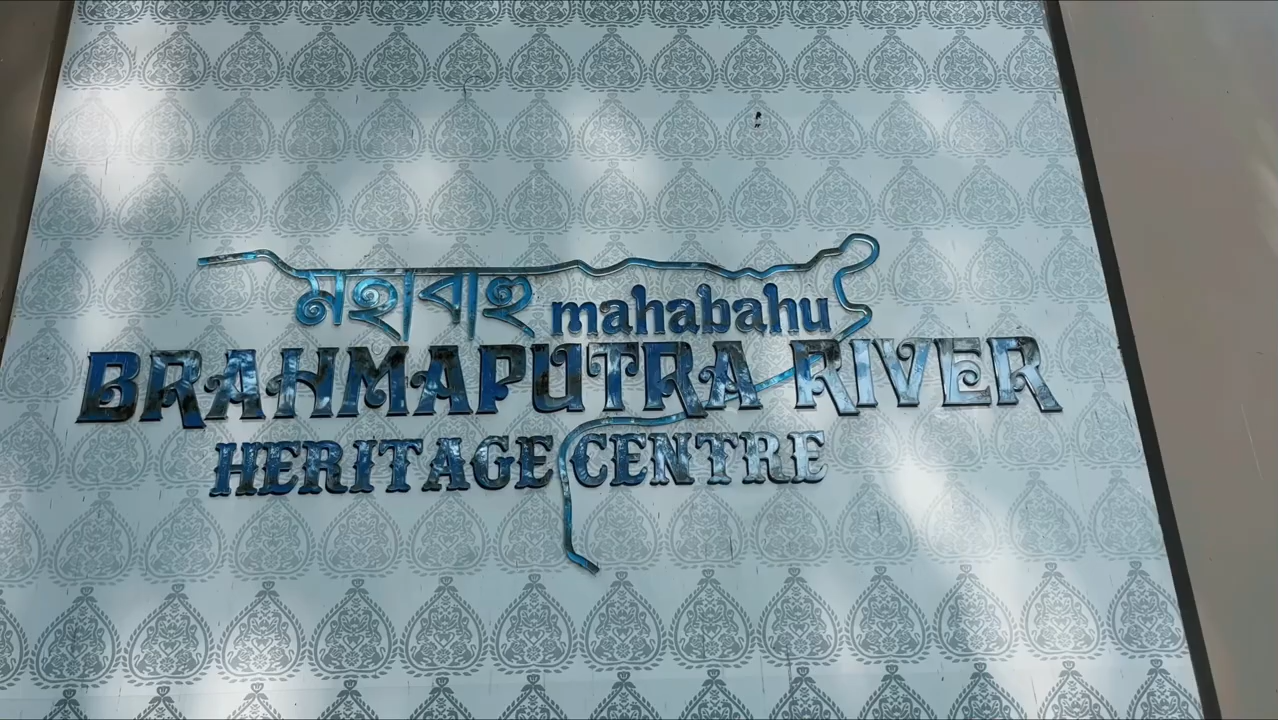 মহাবাহু mahabahu
BRAHMAPUTRA RIVER
HERITAGE CENTRE